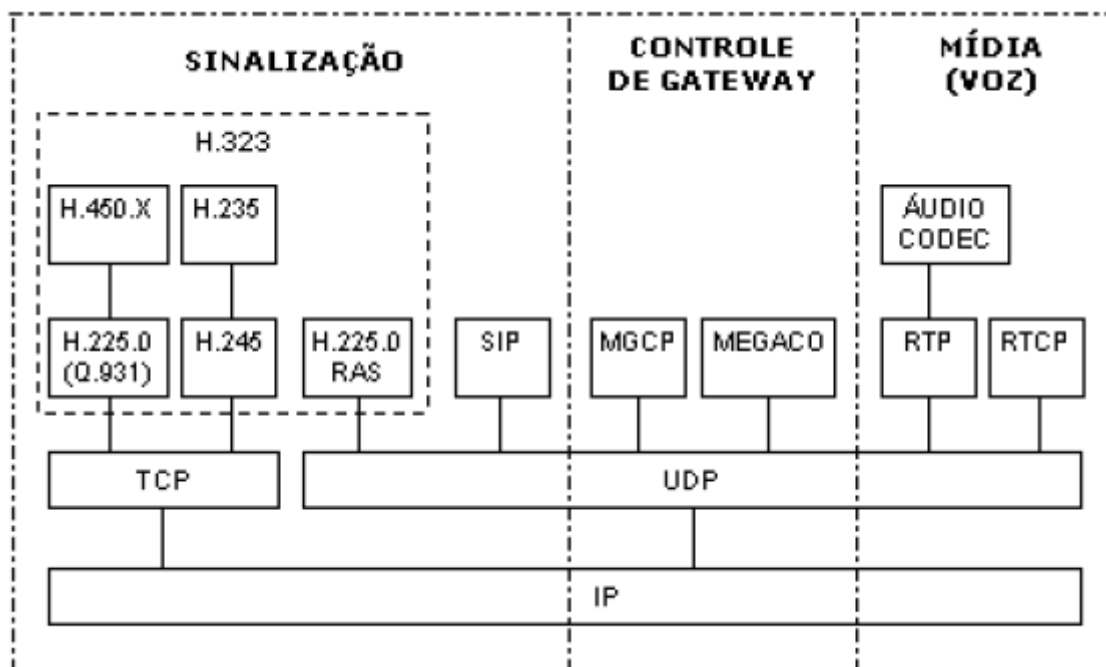 SINALIZAÇÃO
CONTROLE
DE GATEWAY
MÍDIA
(VOZ)
H.323
H.450.X
H.235
ÁUDIO
CODEC
H.225.0
(Q.931)
H.245
H.225.0
RAS
SIP
MGCP
MEGACO
RTP
RTCP
TCP
UDP
IP